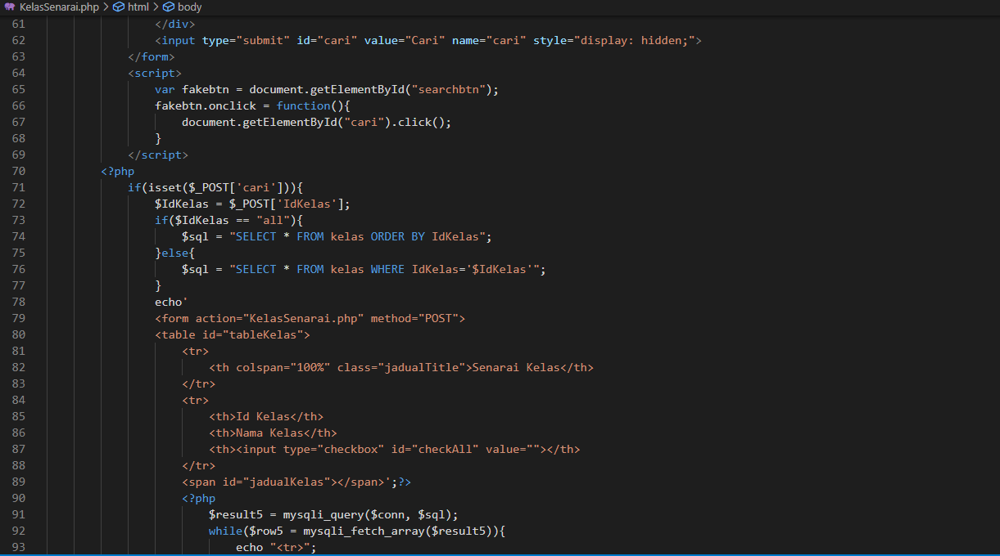 KelasSenarai.php > html > body
61 </div>
62 <input type="submit" id="cari" value="Cari" name="cari" style="display: hidden;">
63 </form>
64 <script>
65 var fakebtn = document.getElementById("searchbtn");
66 fakebtn.onclick = function(){
67 document.getElementById("cari").click();
68 }
69 </script>
70 <?php
71 if(isset($_POST['cari'])){
72 $IdKelas = $_POST['IdKelas'];
73 if($IdKelas == "all"){
74 $sql = "SELECT * FROM kelas ORDER BY IdKelas";
75 }else{
76 $sql = "SELECT * FROM kelas WHERE IdKelas='$IdKelas'";
77 }
78 echo'
79 <form action="KelasSenarai.php" method="POST">
80 <table id="tableKelas">
81 <tr>
82 <th colspan="100%" class="jadualTitle">Senarai Kelas</th>
83 </tr>
84 <tr>
85 <th>Id Kelas</th>
86 <th>Nama Kelas</th>
87 <th><input type="checkbox" id="checkAll" value=""></th>
88 </tr>
89 <span id="jadualKelas"></span>';?>
90 <?php
91 $result5 = mysqli_query($conn, $sql);
92 while($row5 = mysqli_fetch_array($result5)){
93 echo "<tr>";